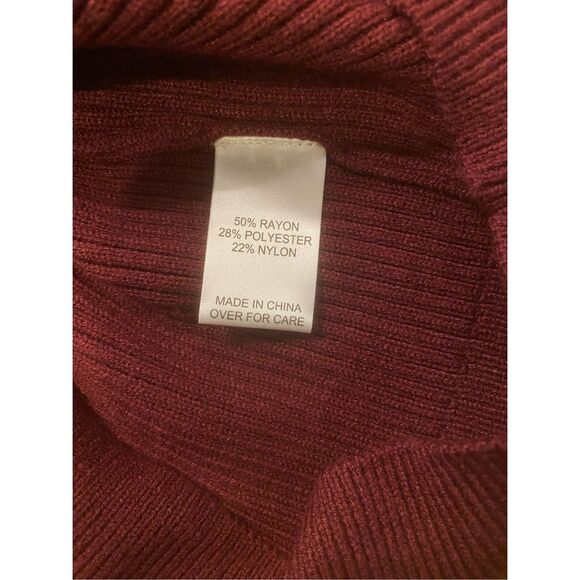 50% RAYON
28% POLYESTER
22% NYLON
MADE IN CHINA
OVER FOR CARE